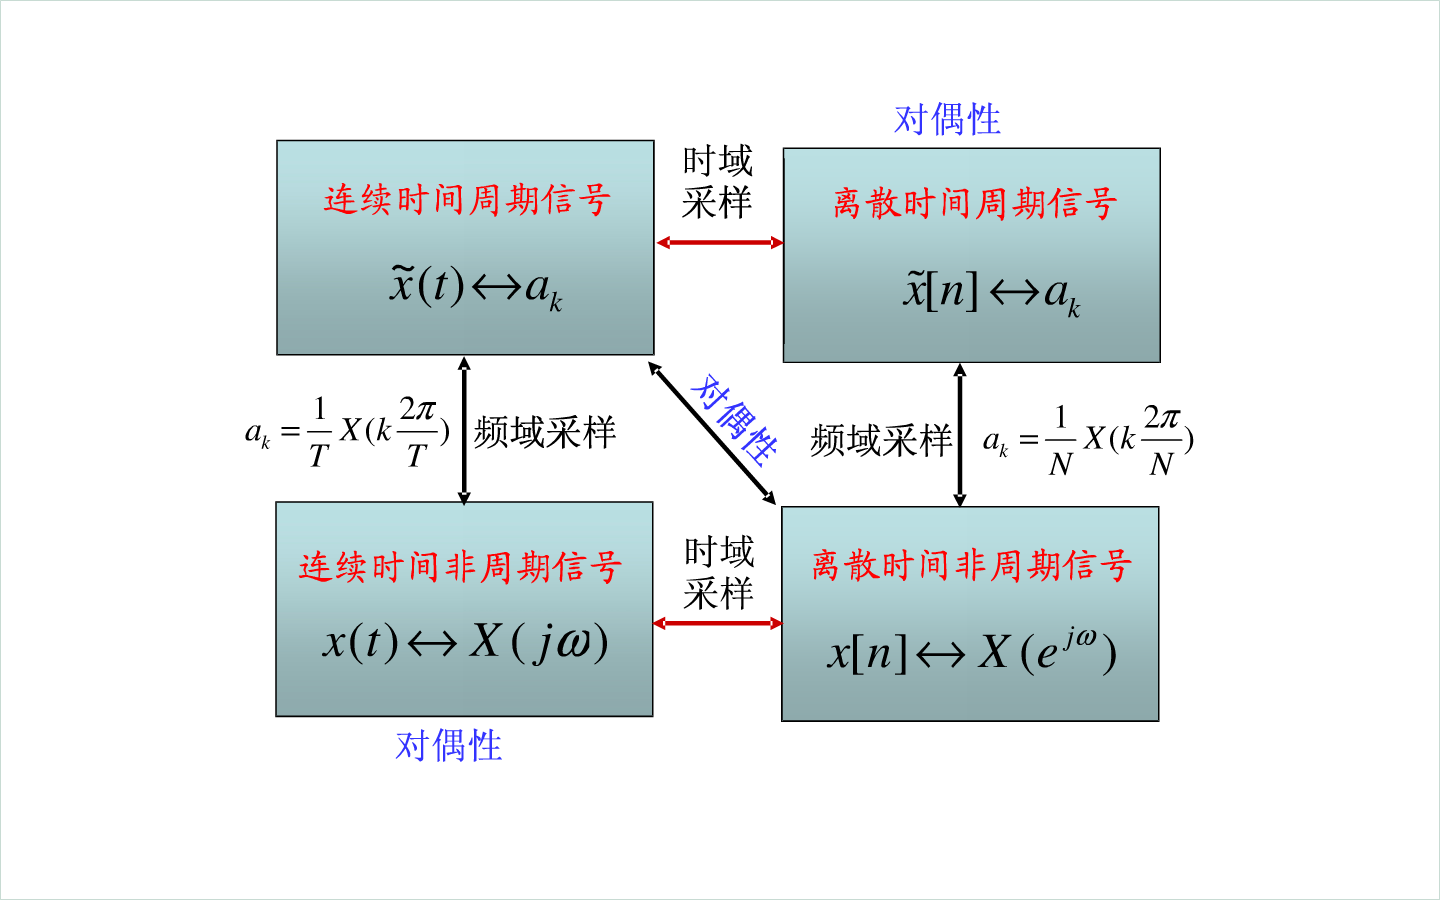 对偶性
连续时间周期信号
x̃(t)↔a_k
时域
采样
离散时间周期信号
x̃[n]↔a_k
a_k = 1/T X(k 2π/T)
频域采样
对偶性
频域采样
a_k = 1/N X(k 2π/N)
连续时间非周期信号
x(t)↔X(jω)
时域
采样
离散时间非周期信号
x[n]↔X(e^{jω})
对偶性